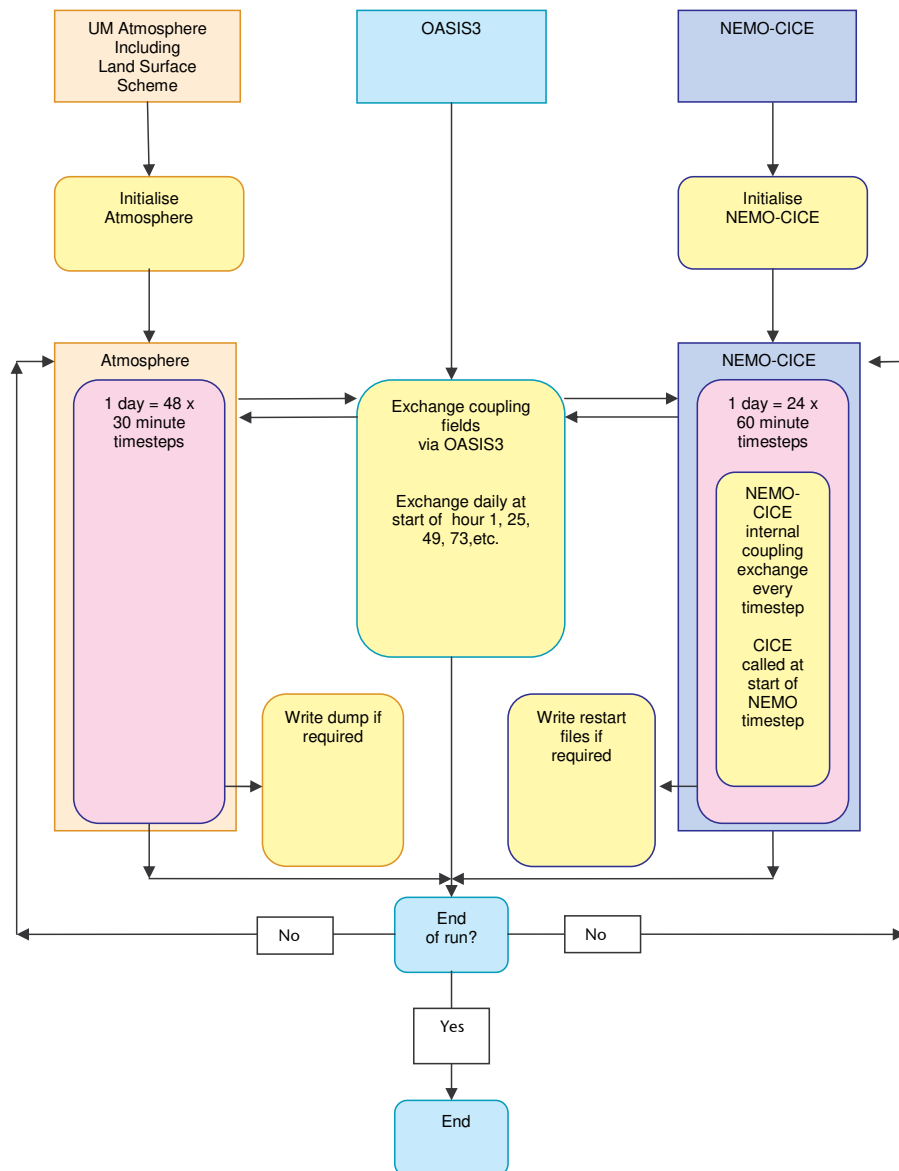 UM Atmosphere
Including
Land Surface
Scheme
OASIS3
NEMO-CICE
Initialise
Atmosphere
Initialise
NEMO-CICE
Atmosphere
1 day = 48 x
30 minute
timesteps
Exchange coupling
fields
via OASIS3
Exchange daily at
start of hour 1, 25,
49, 73,etc.
NEMO-CICE
1 day = 24 x
60 minute
timesteps
NEMO-
CICE
internal
coupling
exchange
every
timestep
CICE
called at
start of
NEMO
timestep
Write dump if
required
Write restart
files if
required
End
of run?
No
No
Yes
End